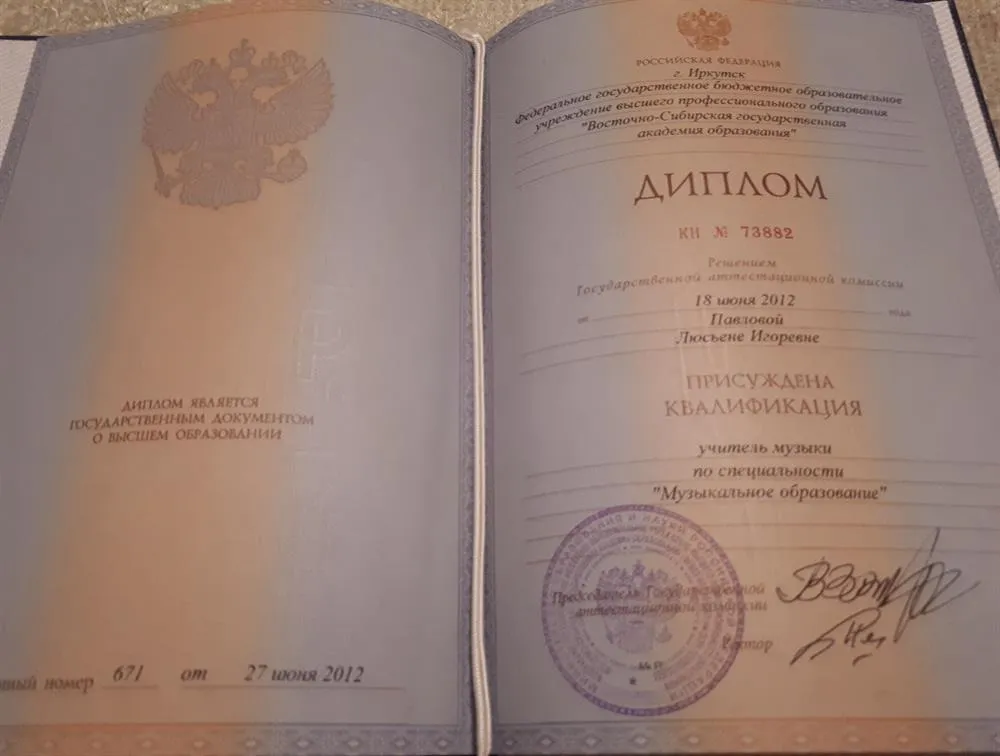 ДИПЛОМ ЯВЛЯЕТСЯ
ГОСУДАРСТВЕННЫМ ДОКУМЕНТОМ
О ВЫСШЕМ ОБРАЗОВАНИИ
номер 671 от 27 июня 2012
РОССИЙСКАЯ ФЕДЕРАЦИЯ
г. Иркутск
Федеральное государственное бюджетное образовательное
учреждение высшего профессионального образования
"Восточно-Сибирская государственная
академия образования"
ДИПЛОМ
КН № 73882
Решением
Государственной аттестационной комиссии
от 18 июня 2012 года
Павловой
Люсьене Игоревне
ПРИСУЖДЕНА
КВАЛИФИКАЦИЯ
учитель музыки
по специальности
"Музыкальное образование"
Председатель Государственной
аттестационной комиссии
Ректор